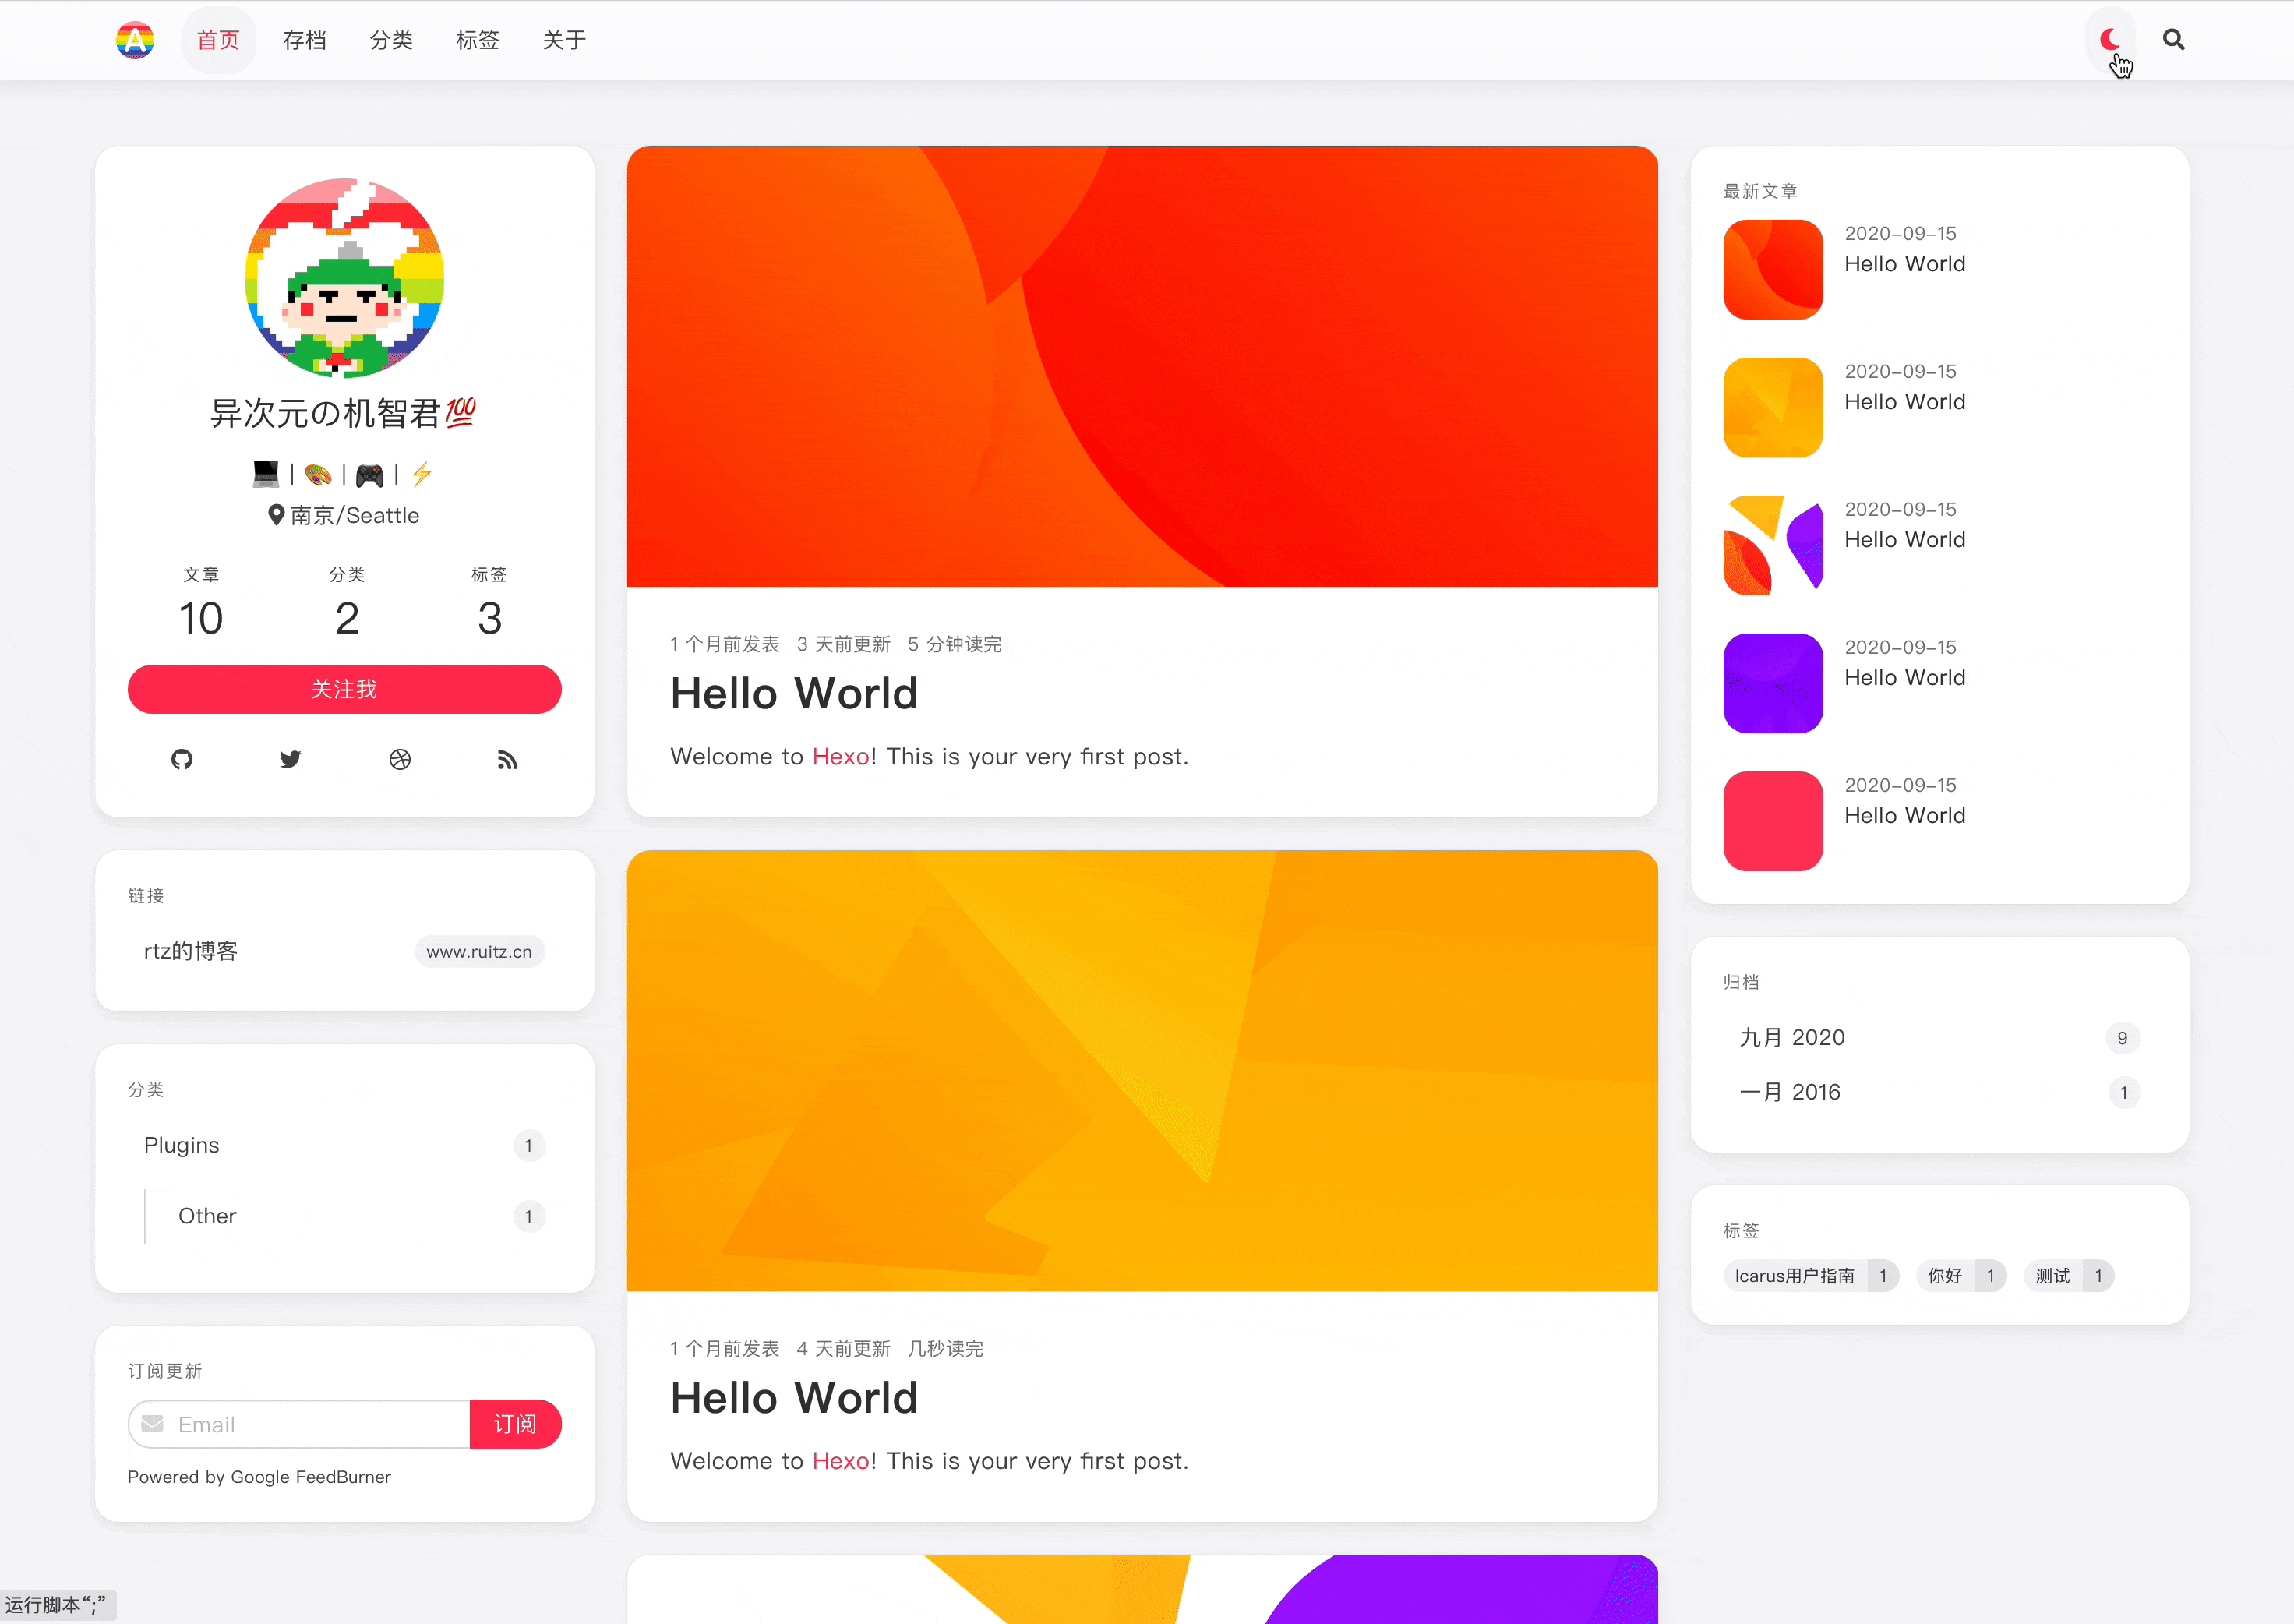 A 首页 存档 分类 标签 关于
异次元の机智君💯
💻 | 🎨 | 🎮 | ⚡
南京/Seattle
文章 分类 标签
10 2 3
关注我
链接
rtz的博客 www.ruitz.cn
分类
Plugins 1
Other 1
订阅更新
Email 订阅
Powered by Google FeedBurner
1 个月前发表 3 天前更新 5 分钟读完
Hello World
Welcome to Hexo! This is your very first post.
1 个月前发表 4 天前更新 几秒读完
Hello World
Welcome to Hexo! This is your very first post.
最新文章
2020-09-15
Hello World
2020-09-15
Hello World
2020-09-15
Hello World
2020-09-15
Hello World
2020-09-15
Hello World
归档
九月 2020 9
一月 2016 1
标签
Icarus用户指南 1 你好 1 测试 1
运行脚本“;”